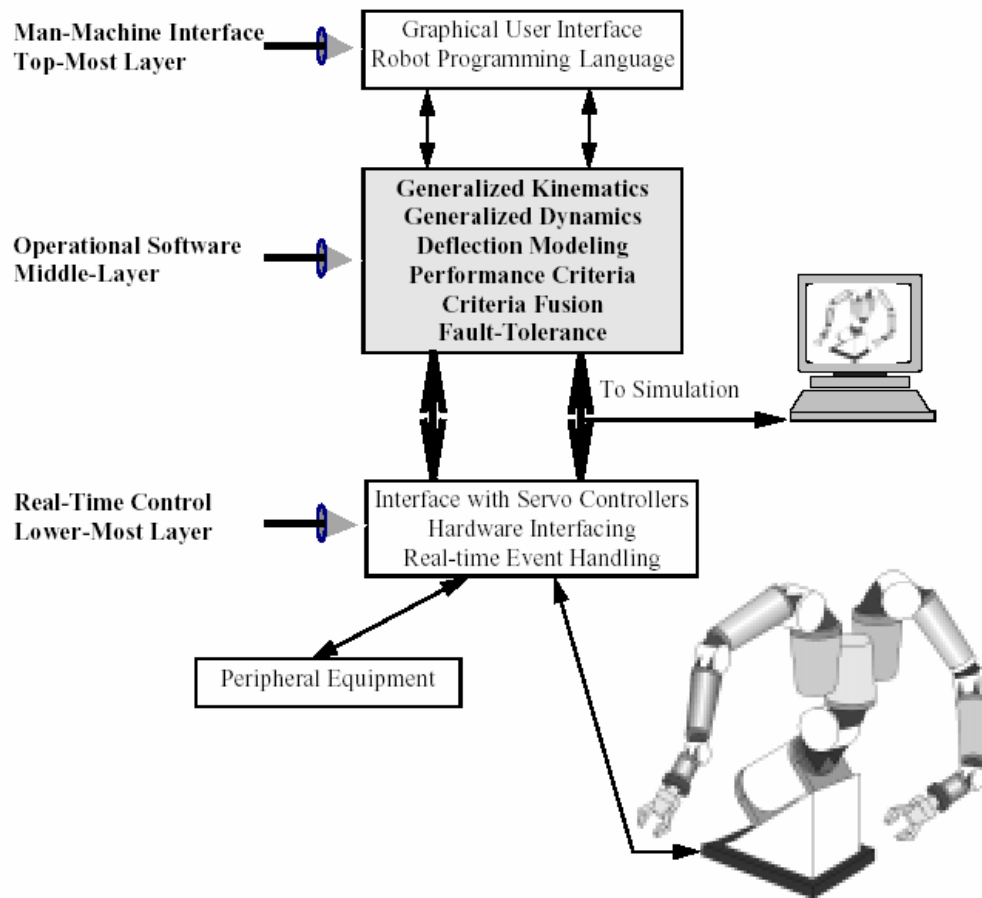 Man-Machine Interface
Top-Most Layer
Graphical User Interface
Robot Programming Language
Operational Software
Middle-Layer
Generalized Kinematics
Generalized Dynamics
Deflection Modeling
Performance Criteria
Criteria Fusion
Fault-Tolerance
To Simulation
Real-Time Control
Lower-Most Layer
Interface with Servo Controllers
Hardware Interfacing
Real-time Event Handling
Peripheral Equipment